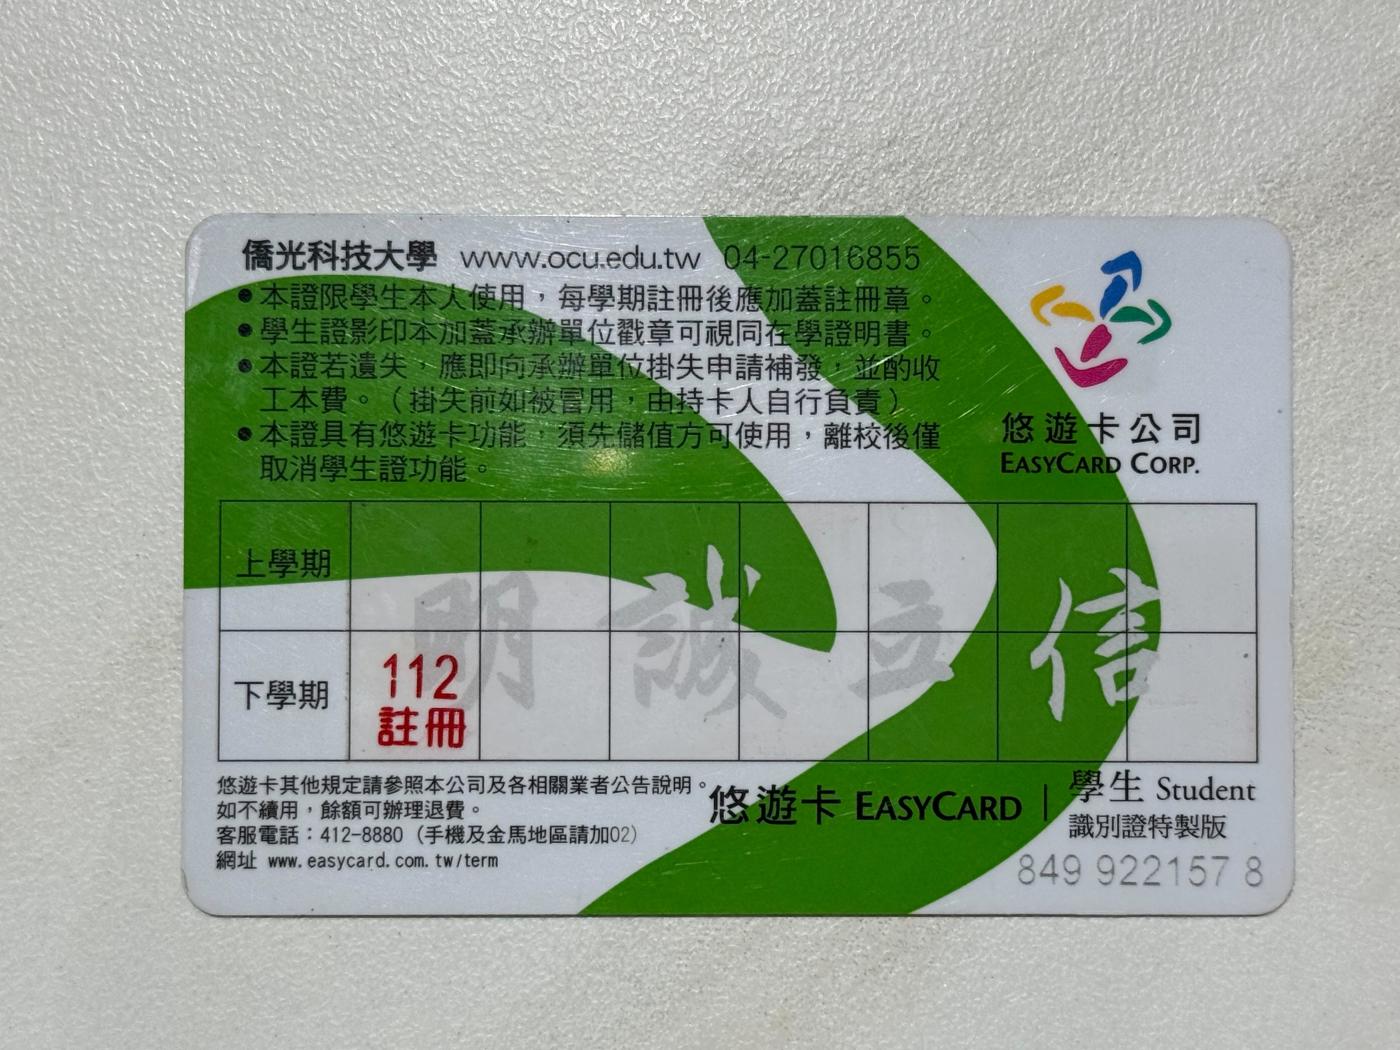 僑光科技大學 www.ocu.edu.tw 04-27016855
●本證限學生本人使用，每學期註冊後應加蓋註冊章。
●學生證影印本加蓋承辦單位戳章可視同在學證明書。
●本證若遺失，應即向承辦單位掛失申請補發，並酌收
工本費。（掛失前如被冒用，由持卡人自行負責）
●本證具有悠遊卡功能，須先儲值方可使用，離校後僅
取消學生證功能。
悠遊卡公司
EASYCARD CORP.
上學期
明誠立信
下學期
112
註冊
悠遊卡其他規定請參照本公司及各相關業者公告說明。
如不續用，餘額可辦理退費。
客服電話：412-8880（手機及金馬地區請加02）
網址 www.easycard.com.tw/term
悠遊卡 EASYCARD | 學生 Student
識別證特製版
849 922157 8